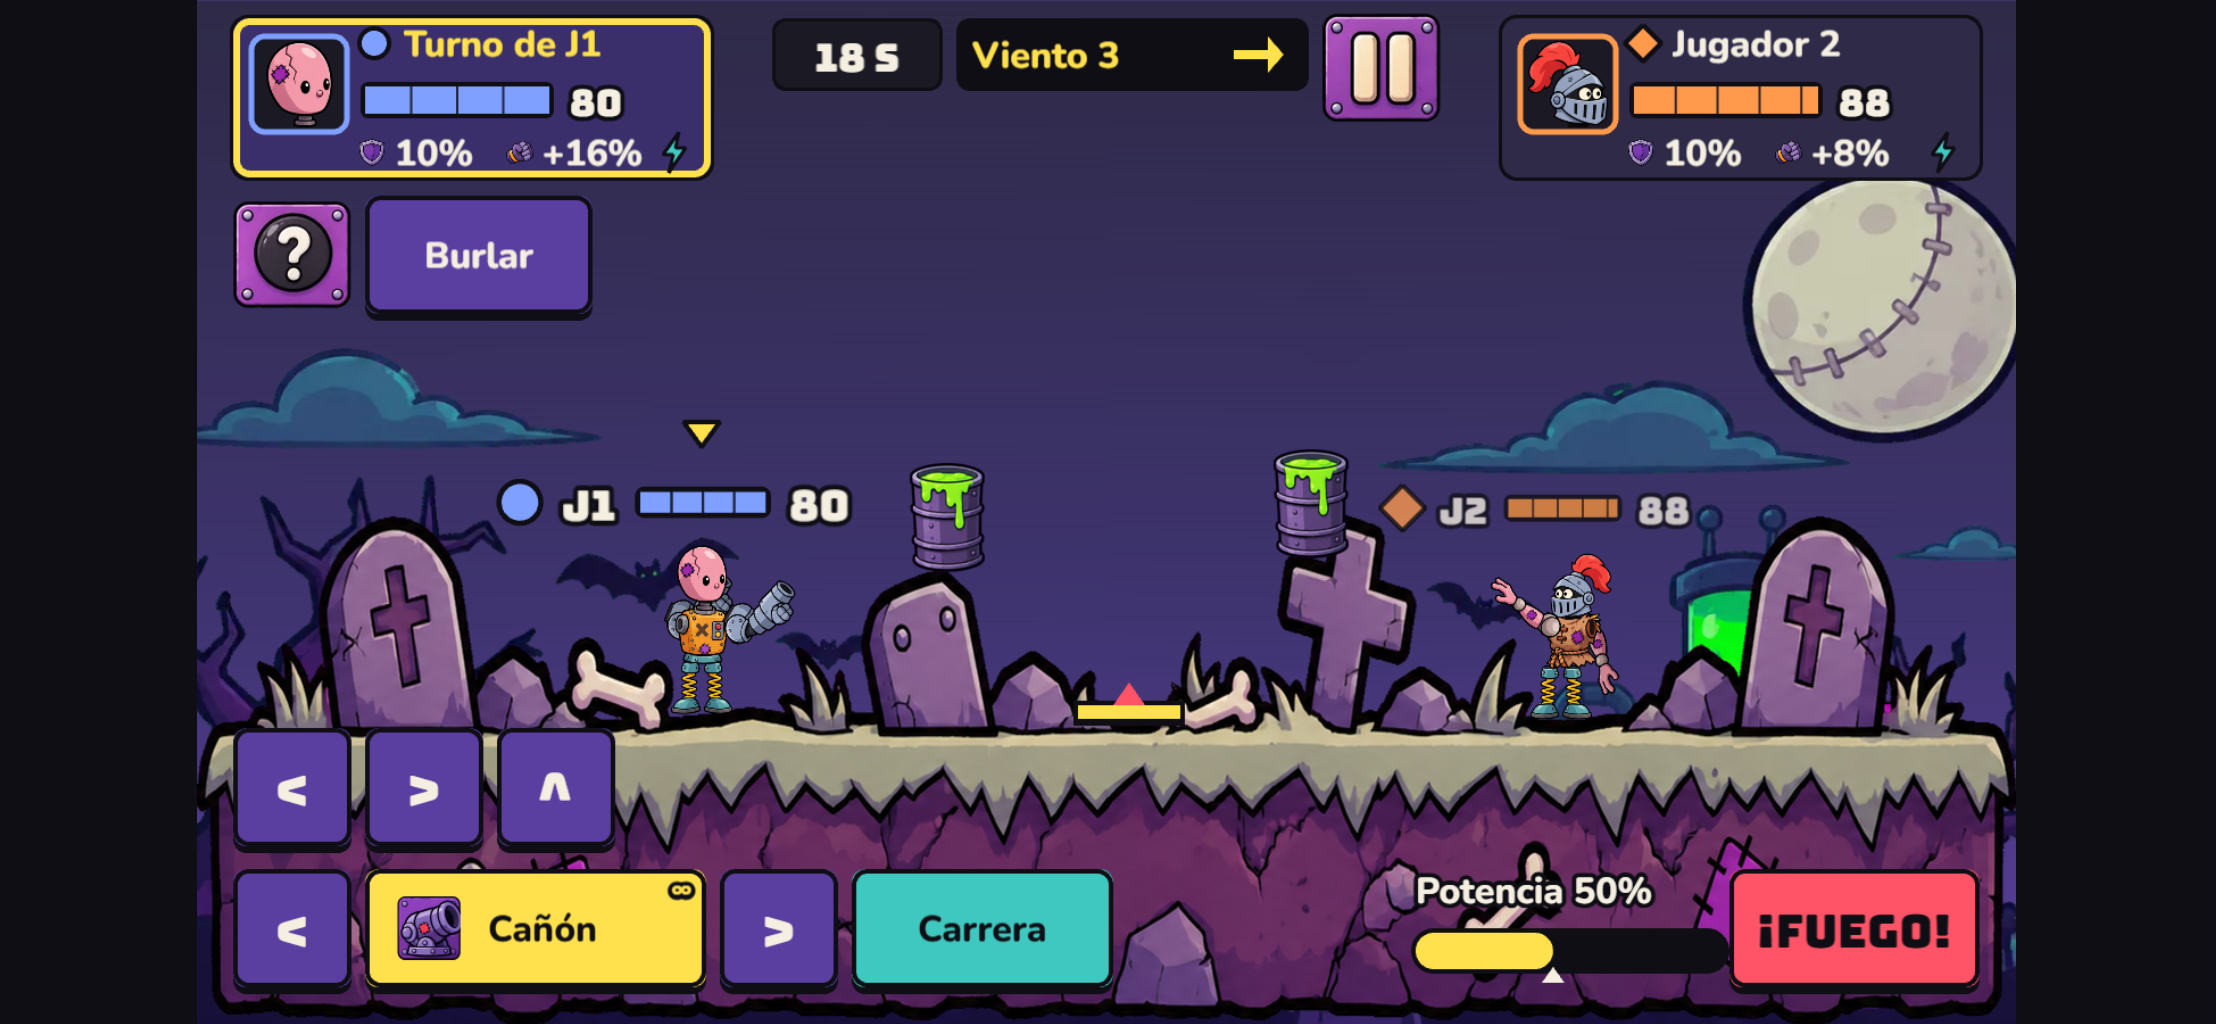 Turno de J1
80
10% +16%
18 S
Viento 3
Jugador 2
88
10% +8%
?
Burlar
J1 80
J2 88
< > ^
< Cañón ∞ >
Carrera
Potencia 50%
¡FUEGO!